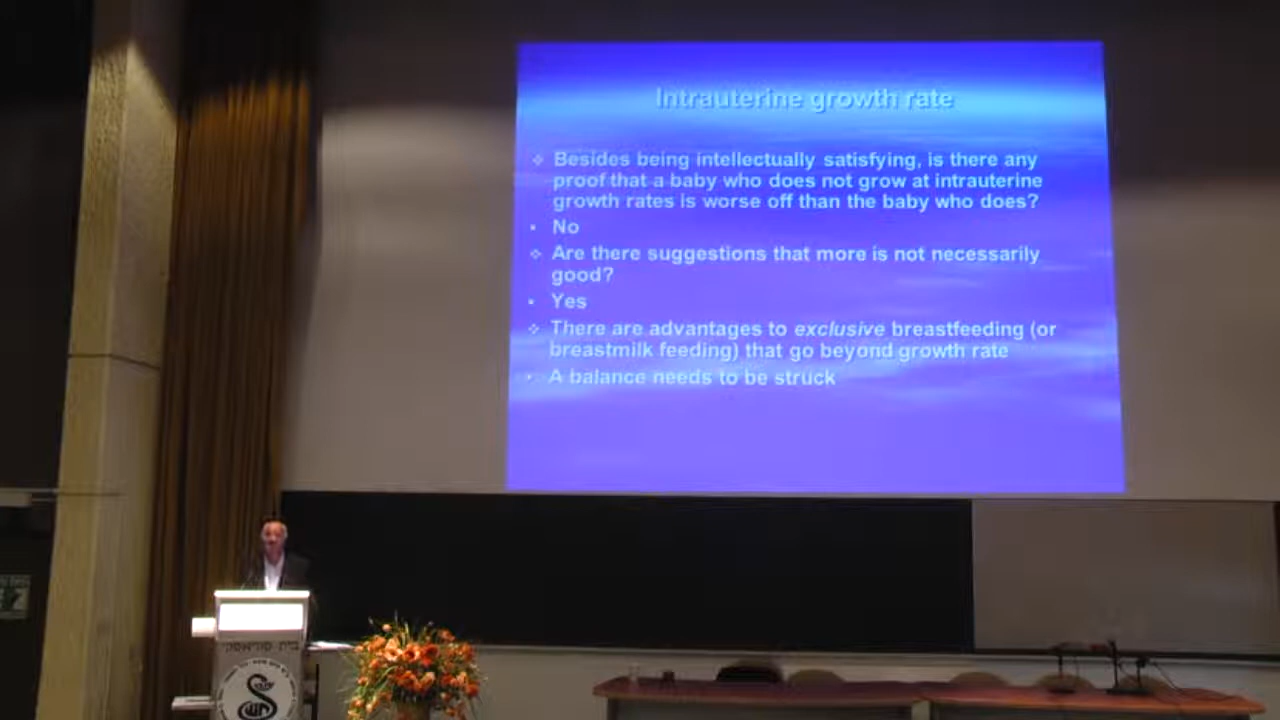 Intrauterine growth rate
❖ Besides being intellectually satisfying, is there any
proof that a baby who does not grow at intrauterine
growth rates is worse off than the baby who does?
▪ No
❖ Are there suggestions that more is not necessarily
good?
▪ Yes
❖ There are advantages to exclusive breastfeeding (or
breastmilk feeding) that go beyond growth rate
▪ A balance needs to be struck
בית סוראסקי